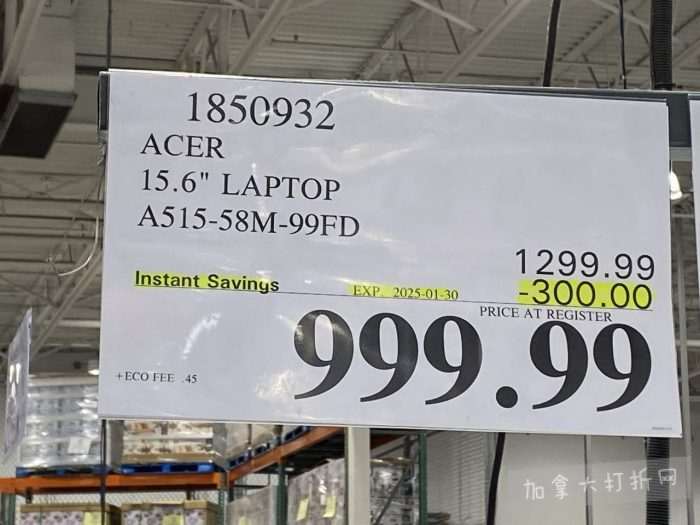 1850932
ACER
15.6" LAPTOP
A515-58M-99FD
1299.99
Instant Savings EXP. 2025-01-30 -300.00
PRICE AT REGISTER
999.99
+ECO FEE .45
加拿大打折网